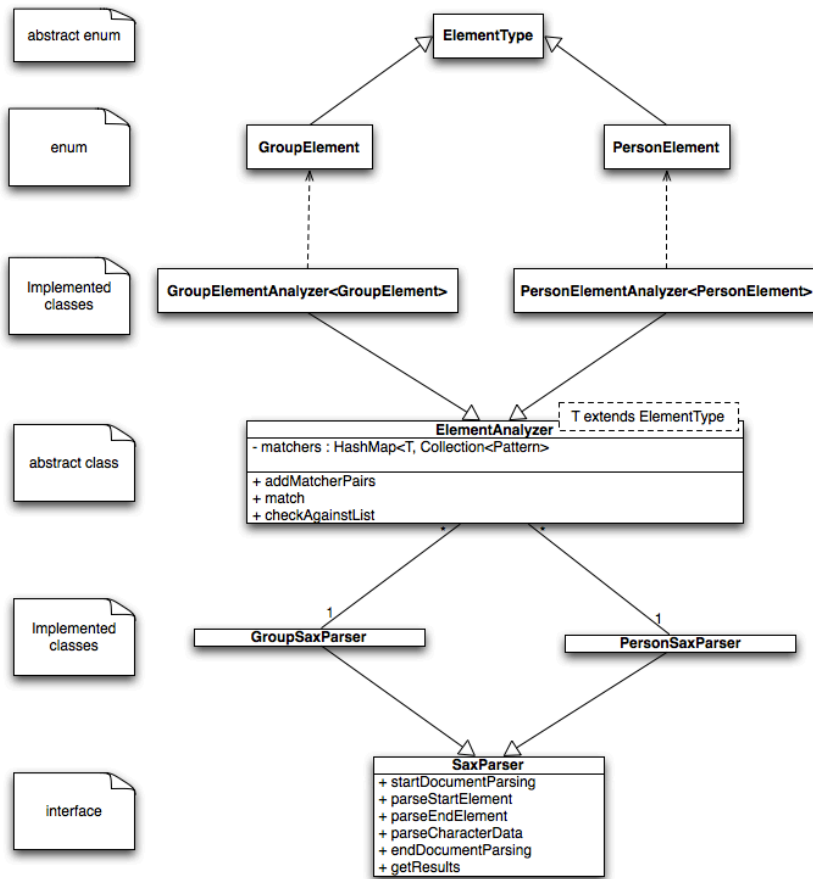 abstract enum
ElementType
enum
GroupElement
PersonElement
Implemented
classes
GroupElementAnalyzer<GroupElement>
PersonElementAnalyzer<PersonElement>
abstract class
T extends ElementType
ElementAnalyzer
- matchers : HashMap<T, Collection<Pattern>
+ addMatcherPairs
+ match
+ checkAgainstList
*
*
1
1
Implemented
classes
GroupSaxParser
PersonSaxParser
interface
SaxParser
+ startDocumentParsing
+ parseStartElement
+ parseEndElement
+ parseCharacterData
+ endDocumentParsing
+ getResults